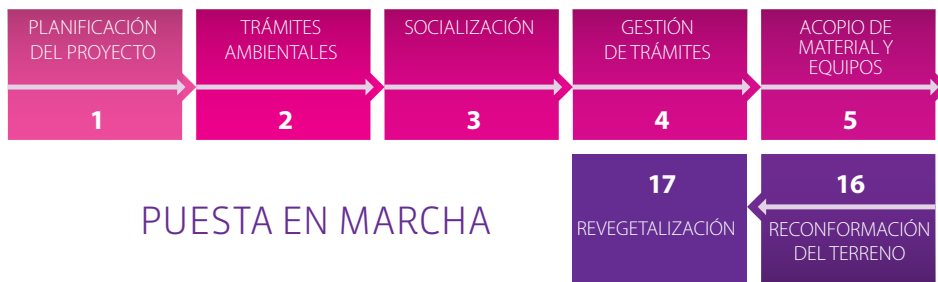 PLANIFICACIÓN
DEL PROYECTO
1
TRÁMITES
AMBIENTALES
2
SOCIALIZACIÓN
3
GESTIÓN
DE TRÁMITES
4
ACOPIO DE
MATERIAL Y
EQUIPOS
5
PUESTA EN MARCHA
17
REVEGETALIZACIÓN
16
RECONFORMACIÓN
DEL TERRENO